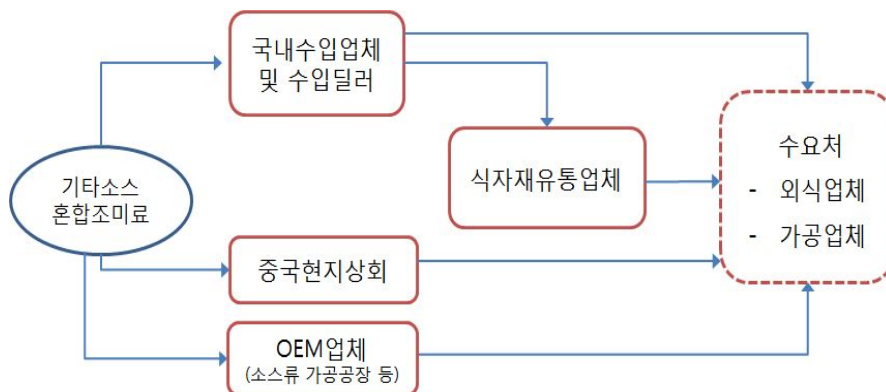 국내수입업체
및 수입딜러
기타소스
혼합조미료
식자재유통업체
수요처
- 외식업체
- 가공업체
중국현지상회
OEM업체
(소스류 가공공장 등)